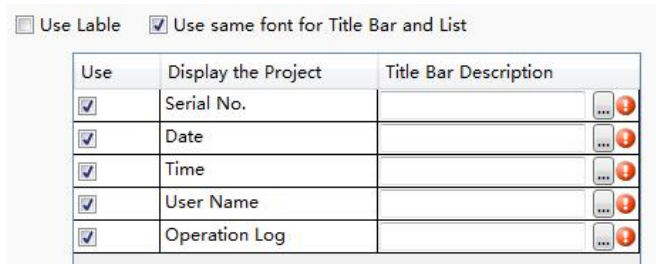 Use Lable Use same font for Title Bar and List
Use Display the Project Title Bar Description
Serial No. ...
Date ...
Time ...
User Name ...
Operation Log ...